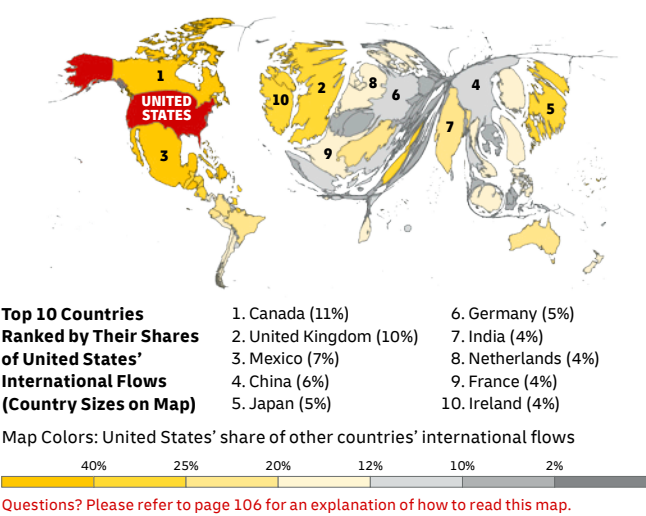 1
UNITED
STATES
3
10
2
8
6
9
7
4
5
Top 10 Countries
Ranked by Their Shares
of United States’
International Flows
(Country Sizes on Map)
1. Canada (11%)
2. United Kingdom (10%)
3. Mexico (7%)
4. China (6%)
5. Japan (5%)
6. Germany (5%)
7. India (4%)
8. Netherlands (4%)
9. France (4%)
10. Ireland (4%)
Map Colors: United States’ share of other countries’ international flows
40% 25% 20% 12% 10% 2%
Questions? Please refer to page 106 for an explanation of how to read this map.